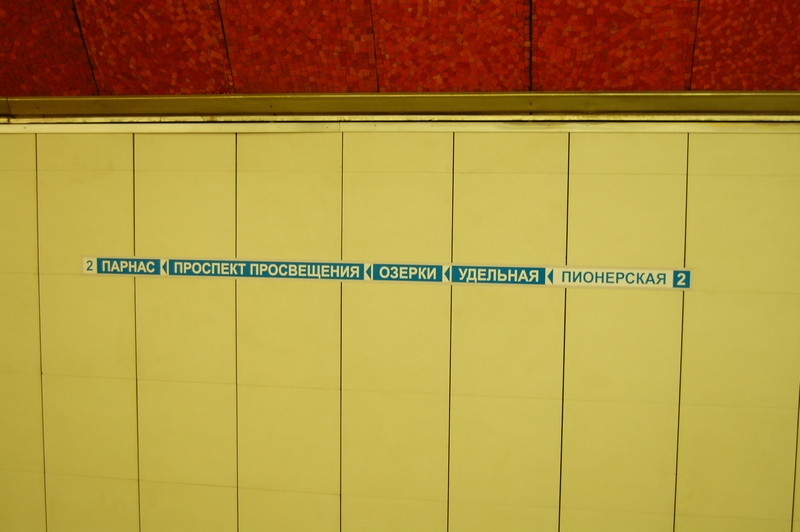 2 ПАРНАС ПРОСПЕКТ ПРОСВЕЩЕНИЯ ОЗЕРКИ УДЕЛЬНАЯ ПИОНЕРСКАЯ 2